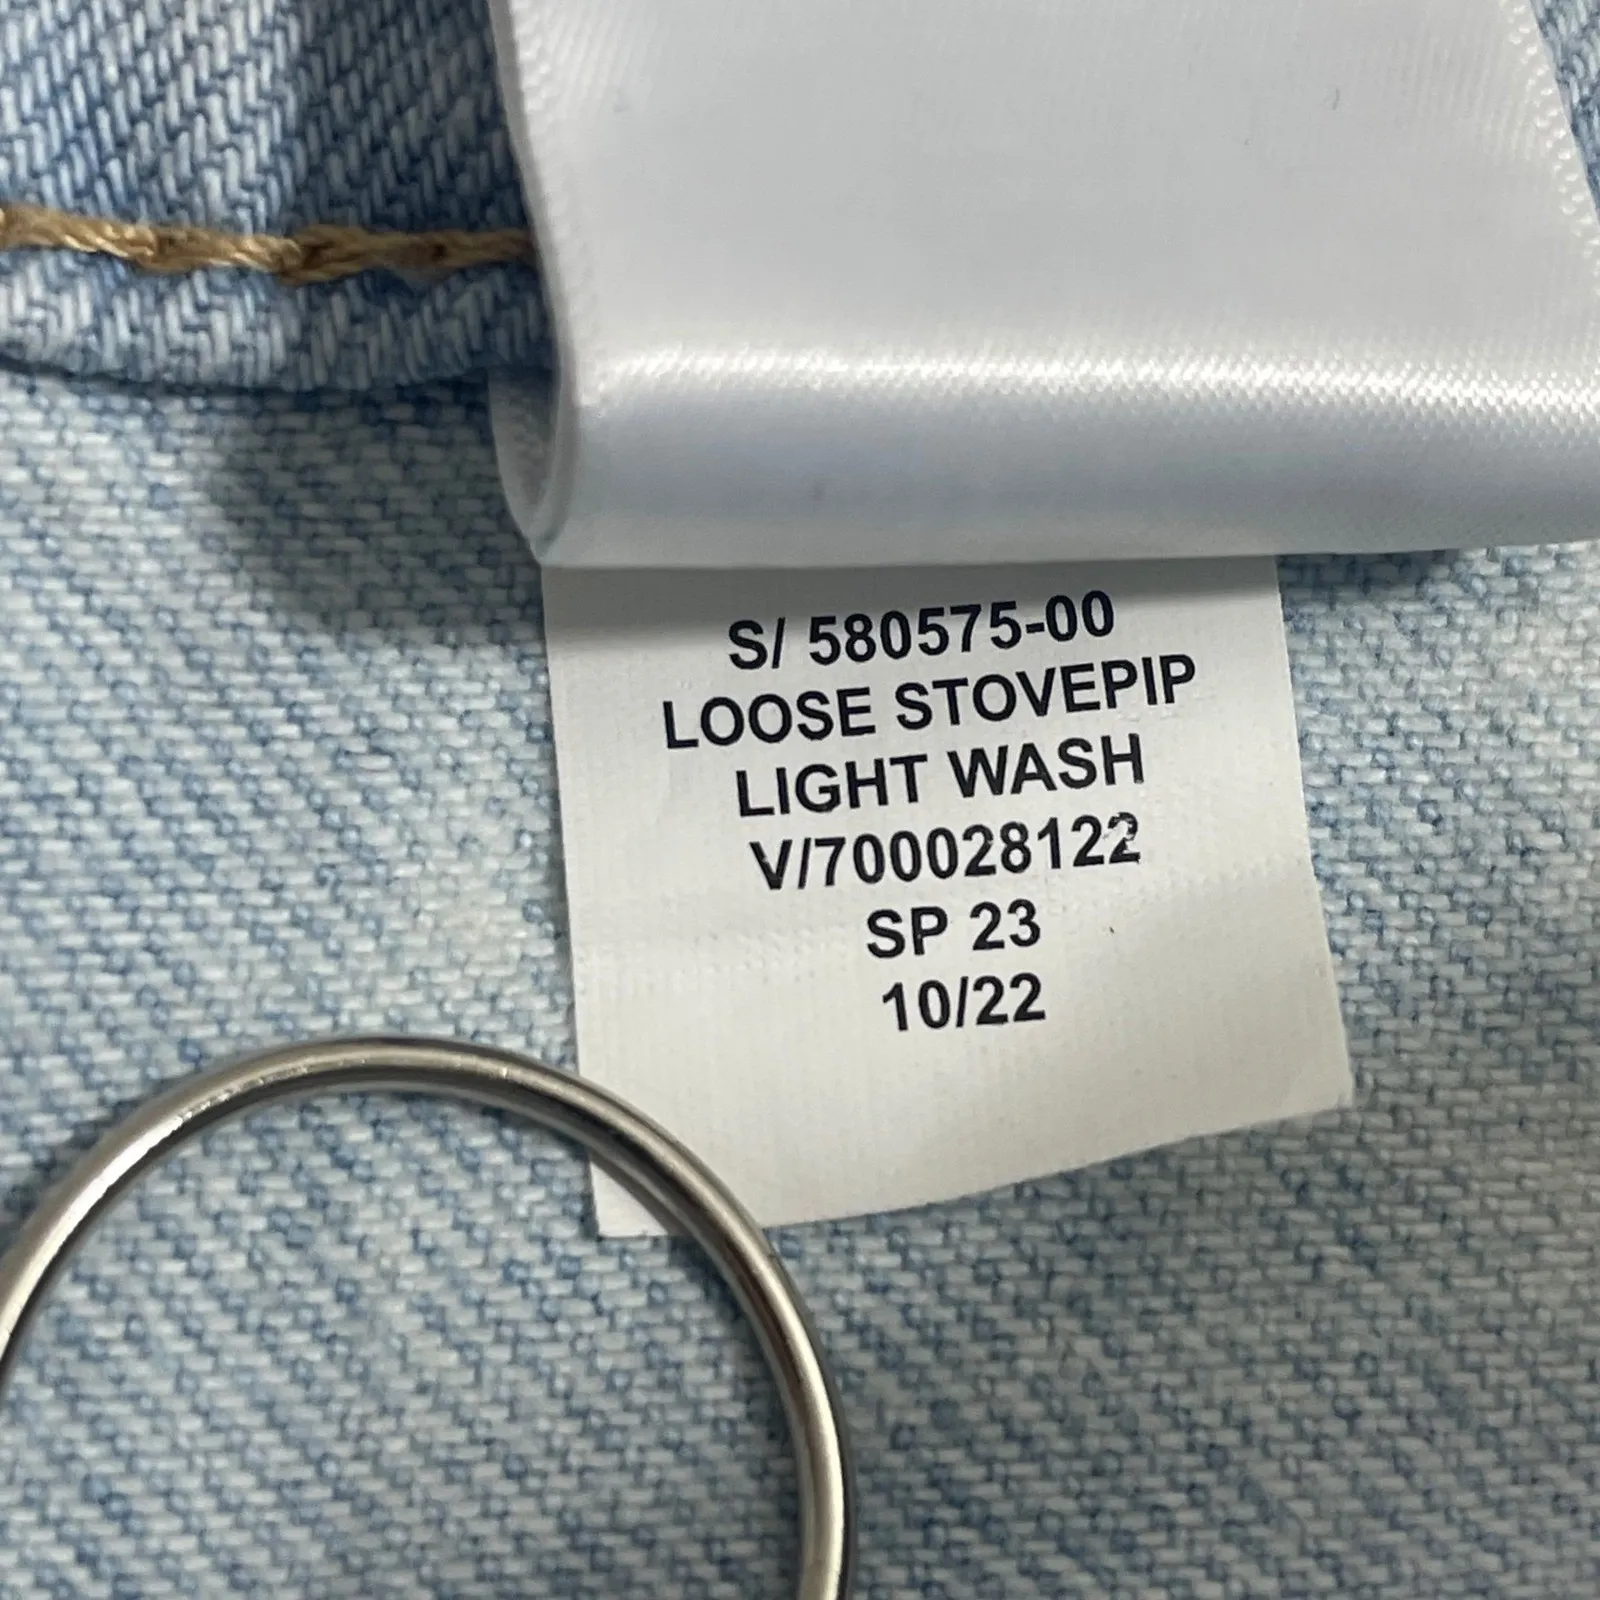 S/ 580575-00
LOOSE STOVEPIP
LIGHT WASH
V/700028122
SP 23
10/22